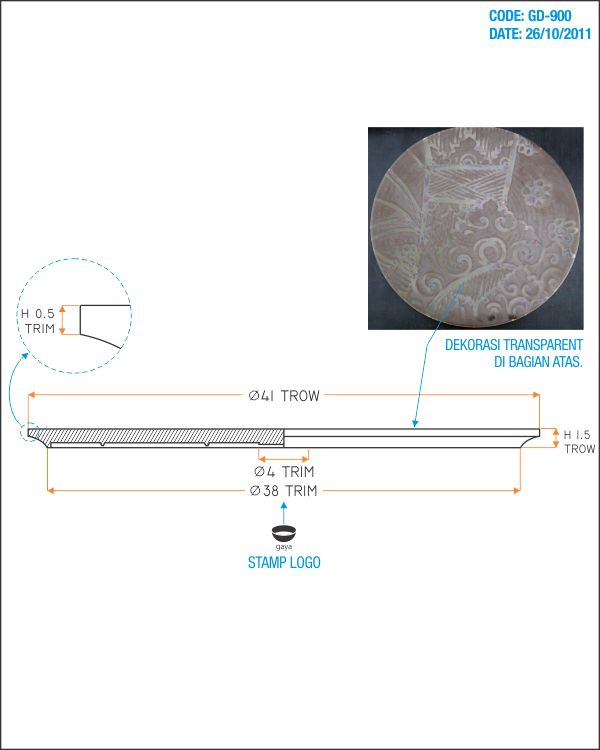 CODE: GD-900
DATE: 26/10/2011
H 0.5
TRIM
DEKORASI TRANSPARENT
DI BAGIAN ATAS.
Ø41 TROW
H 1.5
TROW
Ø4 TRIM
Ø38 TRIM
gaya
STAMP LOGO